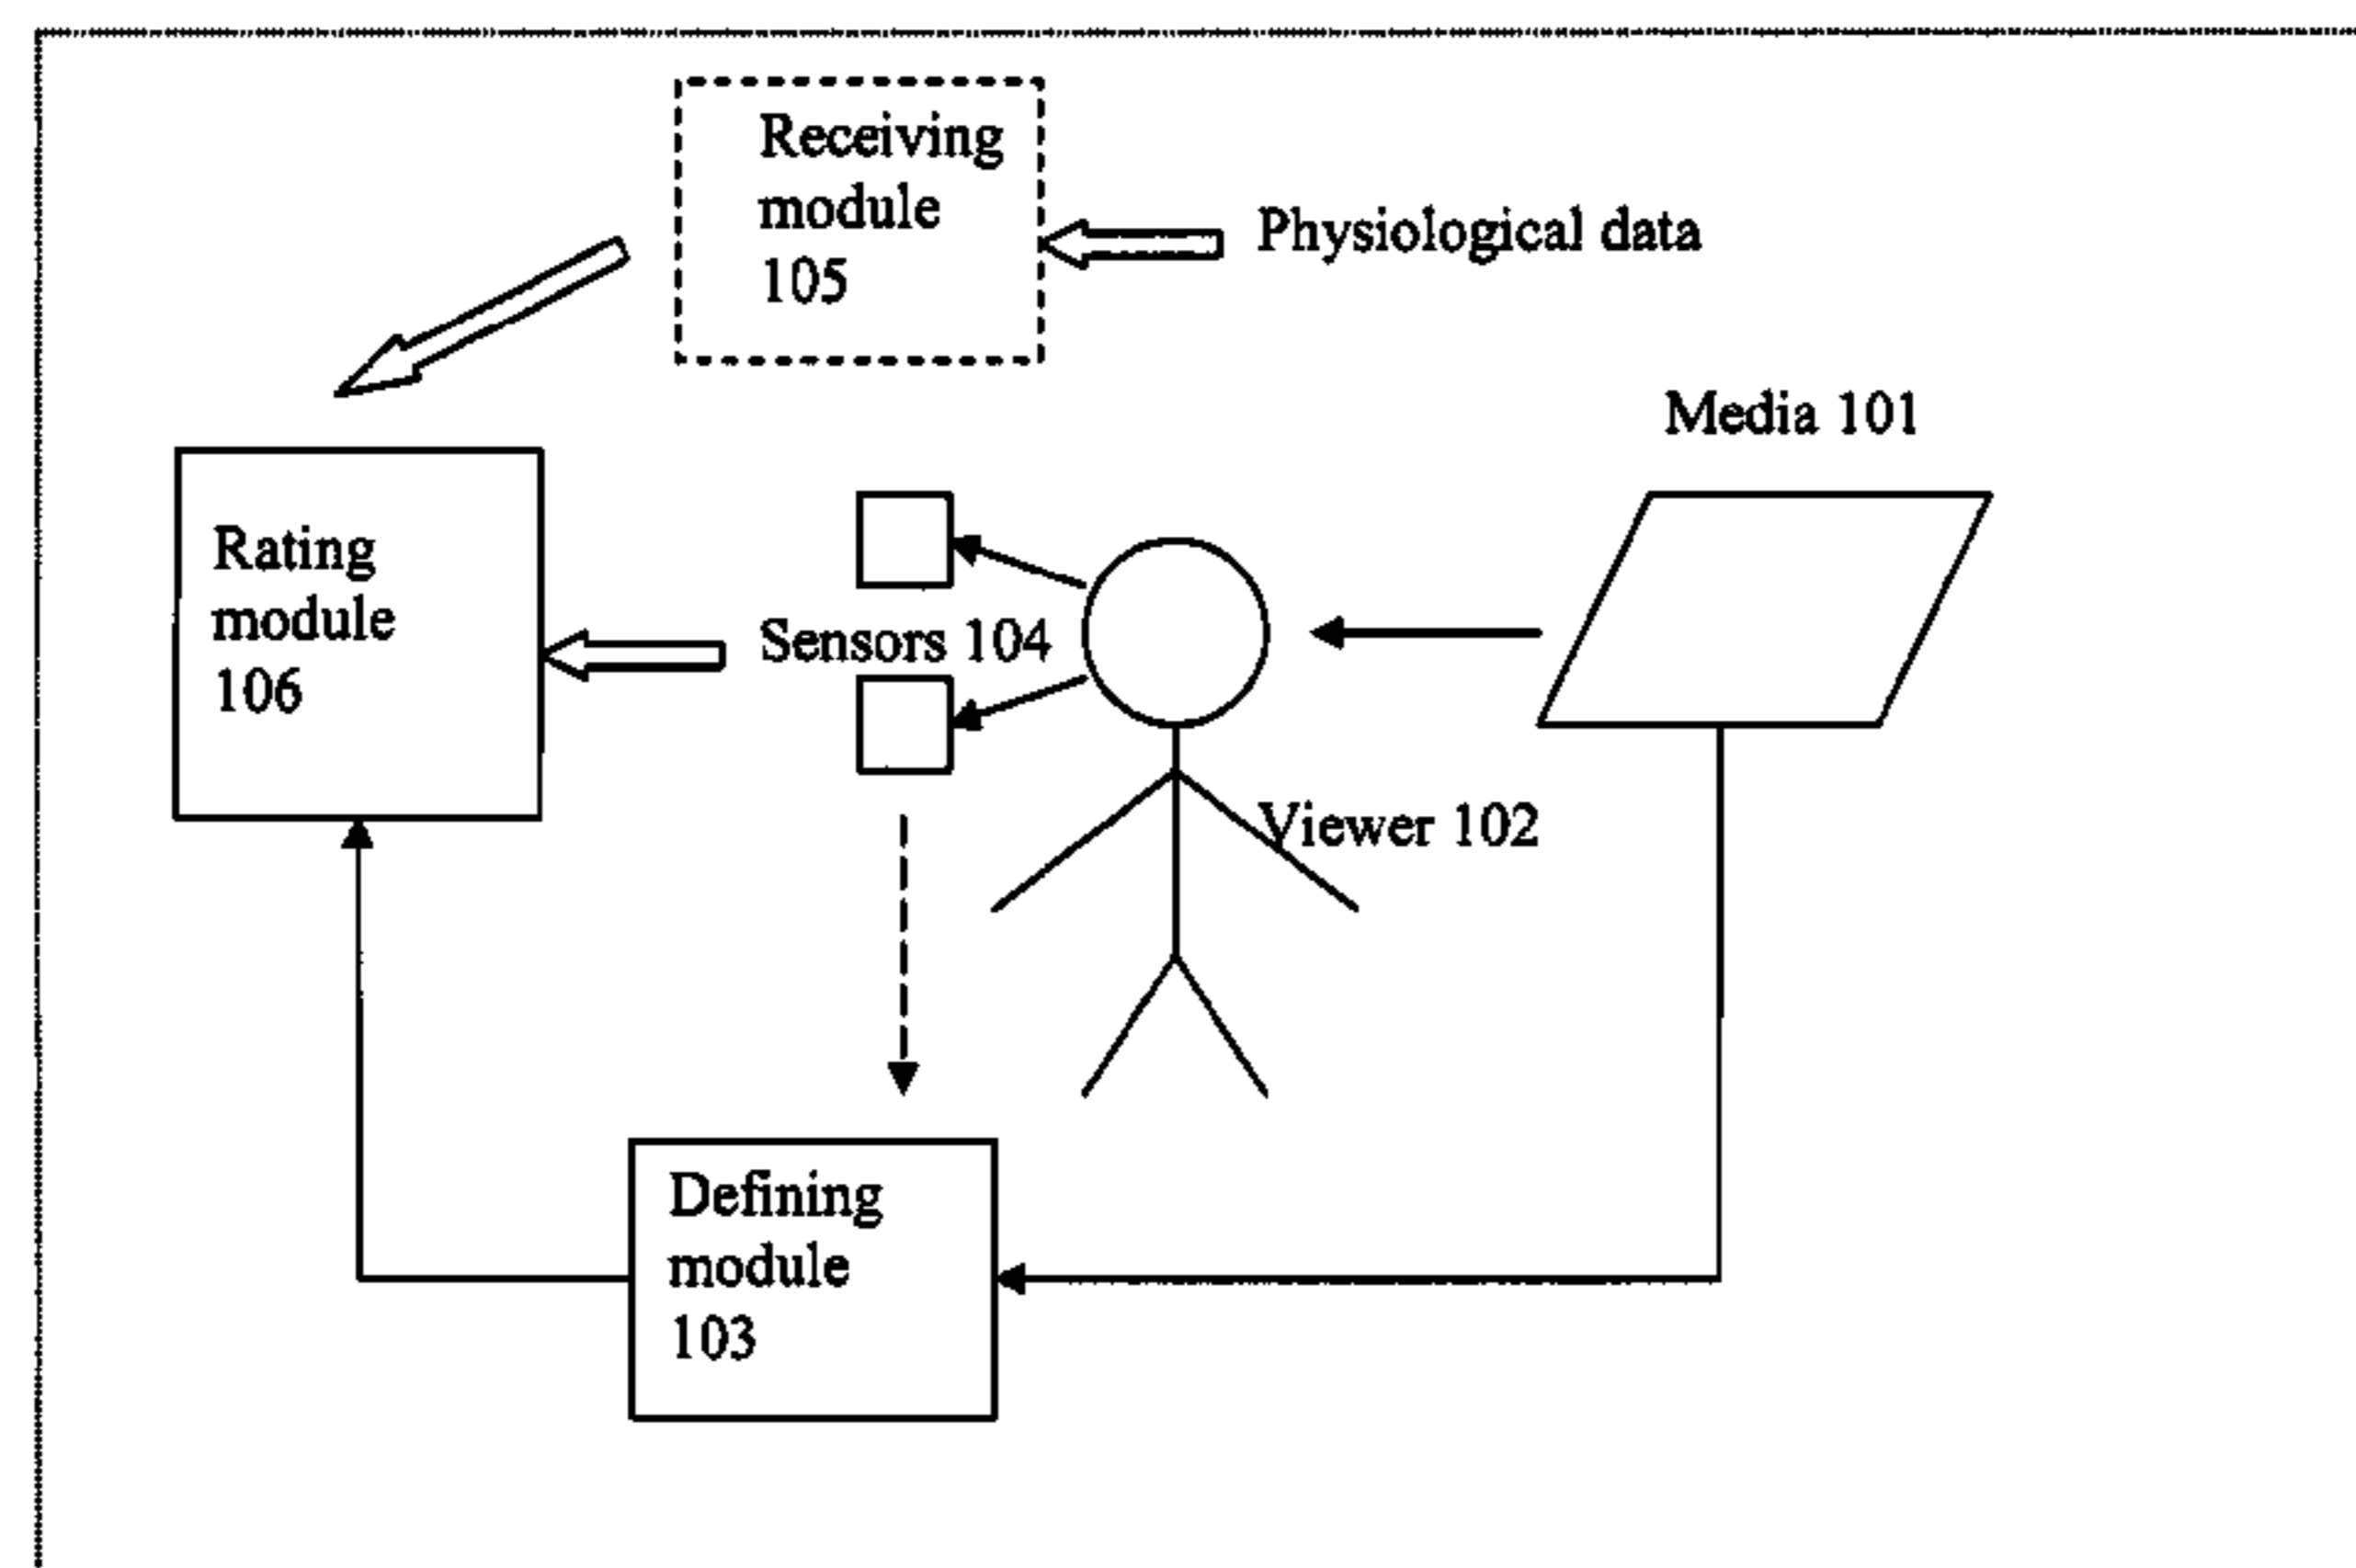 Receiving
module
105
Physiological data
Media 101
Rating
module
106
Sensors 104
Viewer 102
Defining
module
103